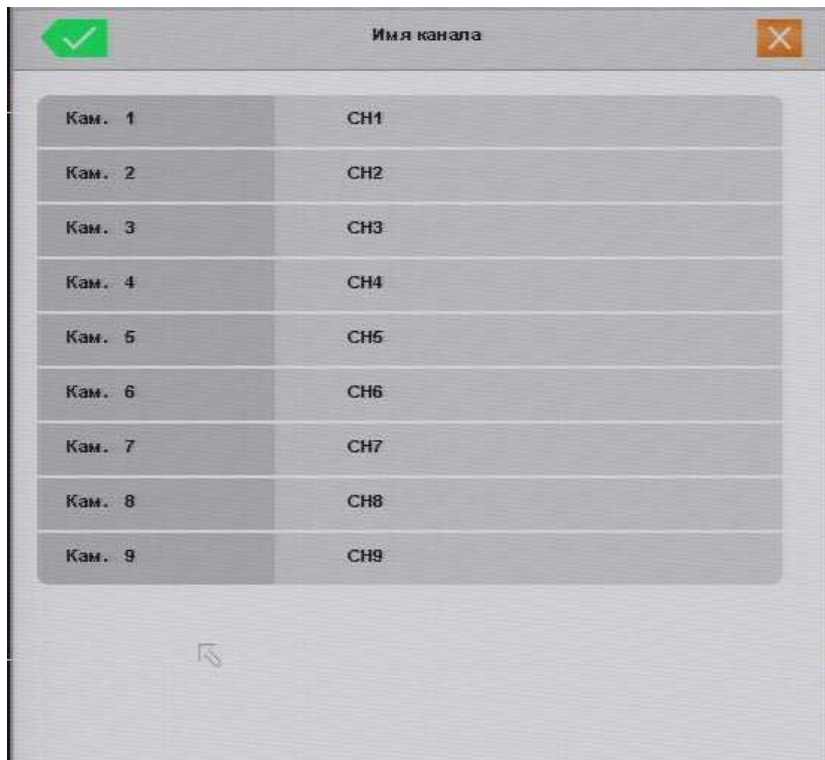 Имя канала
Кам. 1 CH1
Кам. 2 CH2
Кам. 3 CH3
Кам. 4 CH4
Кам. 5 CH5
Кам. 6 CH6
Кам. 7 CH7
Кам. 8 CH8
Кам. 9 CH9